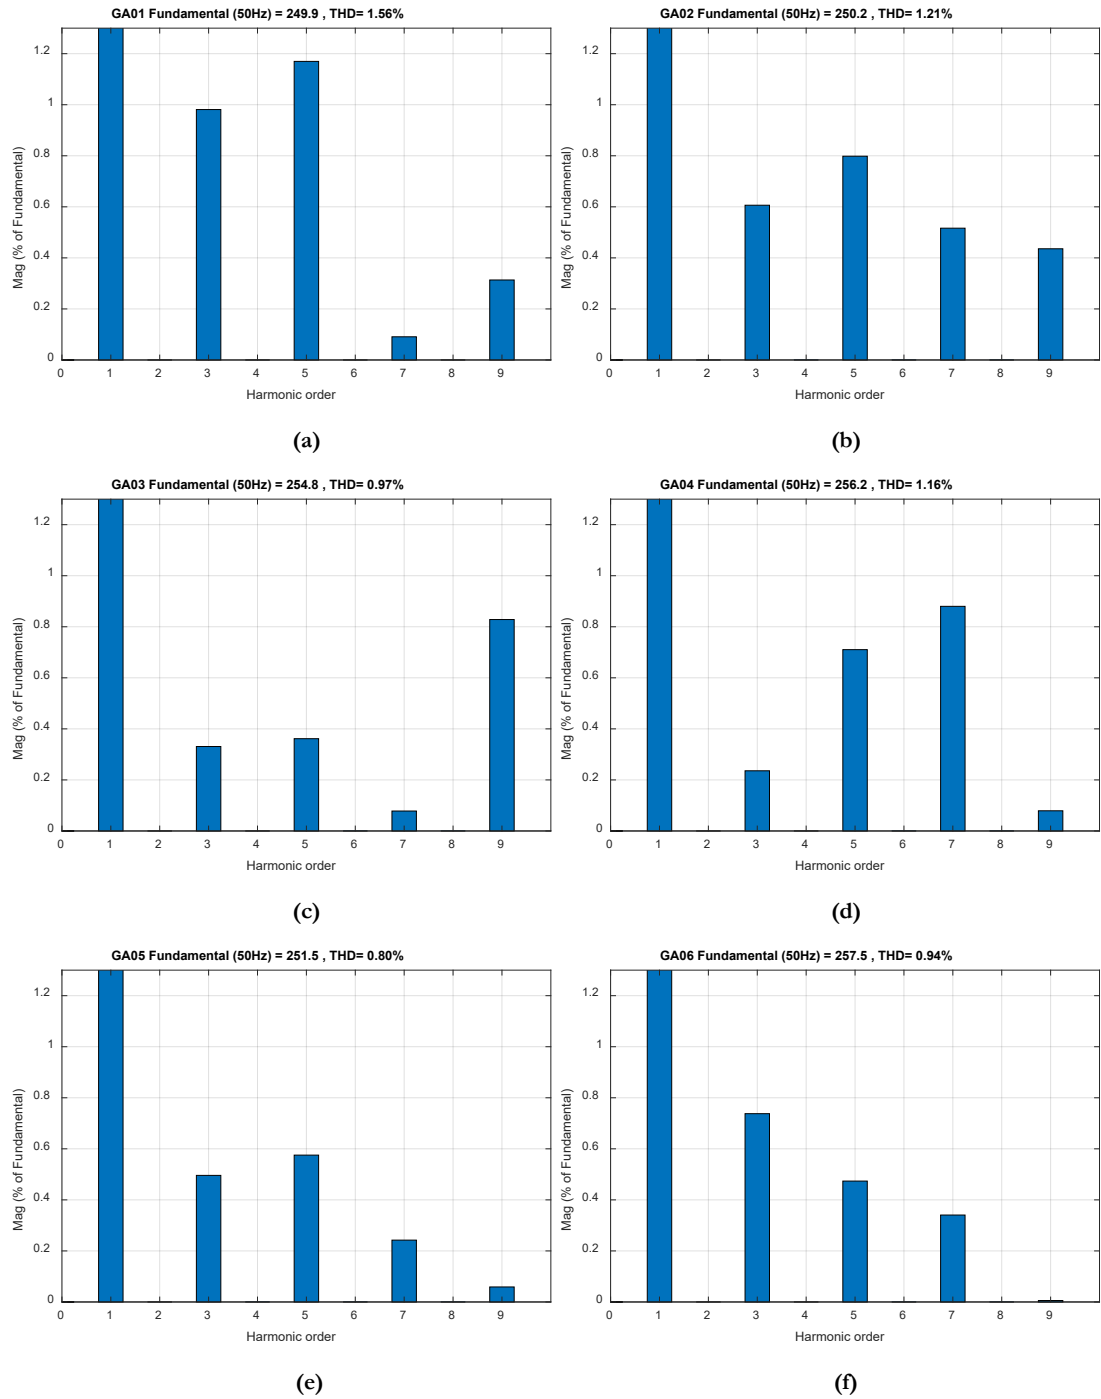 GA01 Fundamental (50Hz) = 249.9 , THD= 1.56%
1.2
1
0.8
0.6
0.4
0.2
0
Mag (% of Fundamental)
0 1 2 3 4 5 6 7 8 9
Harmonic order
(a)
GA02 Fundamental (50Hz) = 250.2 , THD= 1.21%
1.2
1
0.8
0.6
0.4
0.2
0
Mag (% of Fundamental)
0 1 2 3 4 5 6 7 8 9
Harmonic order
(b)
GA03 Fundamental (50Hz) = 254.8 , THD= 0.97%
1.2
1
0.8
0.6
0.4
0.2
0
Mag (% of Fundamental)
0 1 2 3 4 5 6 7 8 9
Harmonic order
(c)
GA04 Fundamental (50Hz) = 256.2 , THD= 1.16%
1.2
1
0.8
0.6
0.4
0.2
0
Mag (% of Fundamental)
0 1 2 3 4 5 6 7 8 9
Harmonic order
(d)
GA05 Fundamental (50Hz) = 251.5 , THD= 0.80%
1.2
1
0.8
0.6
0.4
0.2
0
Mag (% of Fundamental)
0 1 2 3 4 5 6 7 8 9
Harmonic order
(e)
GA06 Fundamental (50Hz) = 257.5 , THD= 0.94%
1.2
1
0.8
0.6
0.4
0.2
0
Mag (% of Fundamental)
0 1 2 3 4 5 6 7 8 9
Harmonic order
(f)